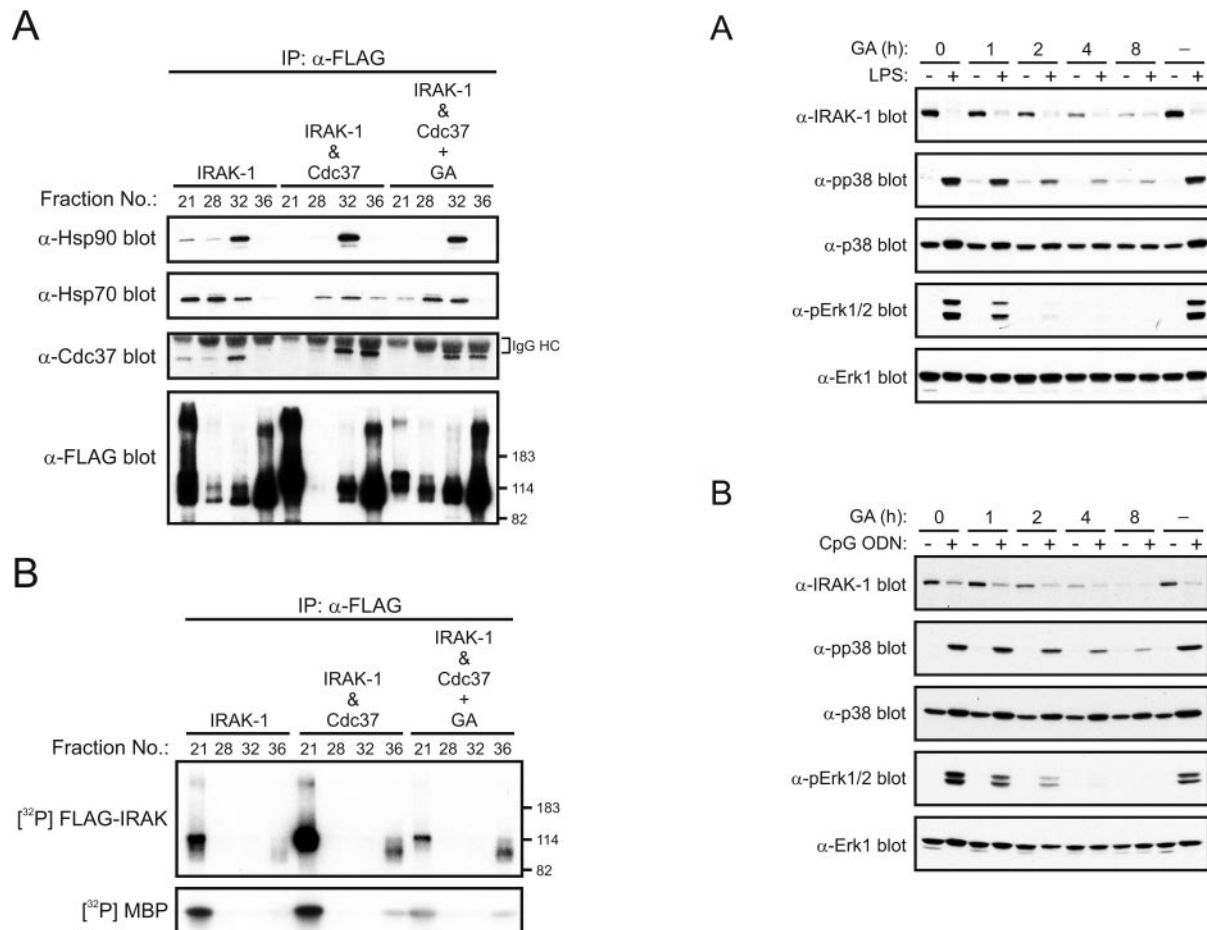 A
IP: α-FLAG
IRAK-1
IRAK-1
&
Cdc37
IRAK-1
&
Cdc37
+
GA
Fraction No.: 21 28 32 36 21 28 32 36 21 28 32 36
α-Hsp90 blot
α-Hsp70 blot
α-Cdc37 blot
IgG HC
α-FLAG blot
183
114
82
B
IP: α-FLAG
IRAK-1
IRAK-1
&
Cdc37
IRAK-1
&
Cdc37
+
GA
Fraction No.: 21 28 32 36 21 28 32 36 21 28 32 36
[³²P] FLAG-IRAK
183
114
82
[³²P] MBP
A
GA (h): 0 1 2 4 8 –
LPS: - + - + - + - + - + - +
α-IRAK-1 blot
α-pp38 blot
α-p38 blot
α-pErk1/2 blot
α-Erk1 blot
B
GA (h): 0 1 2 4 8 –
CpG ODN: - + - + - + - + - + - +
α-IRAK-1 blot
α-pp38 blot
α-p38 blot
α-pErk1/2 blot
α-Erk1 blot